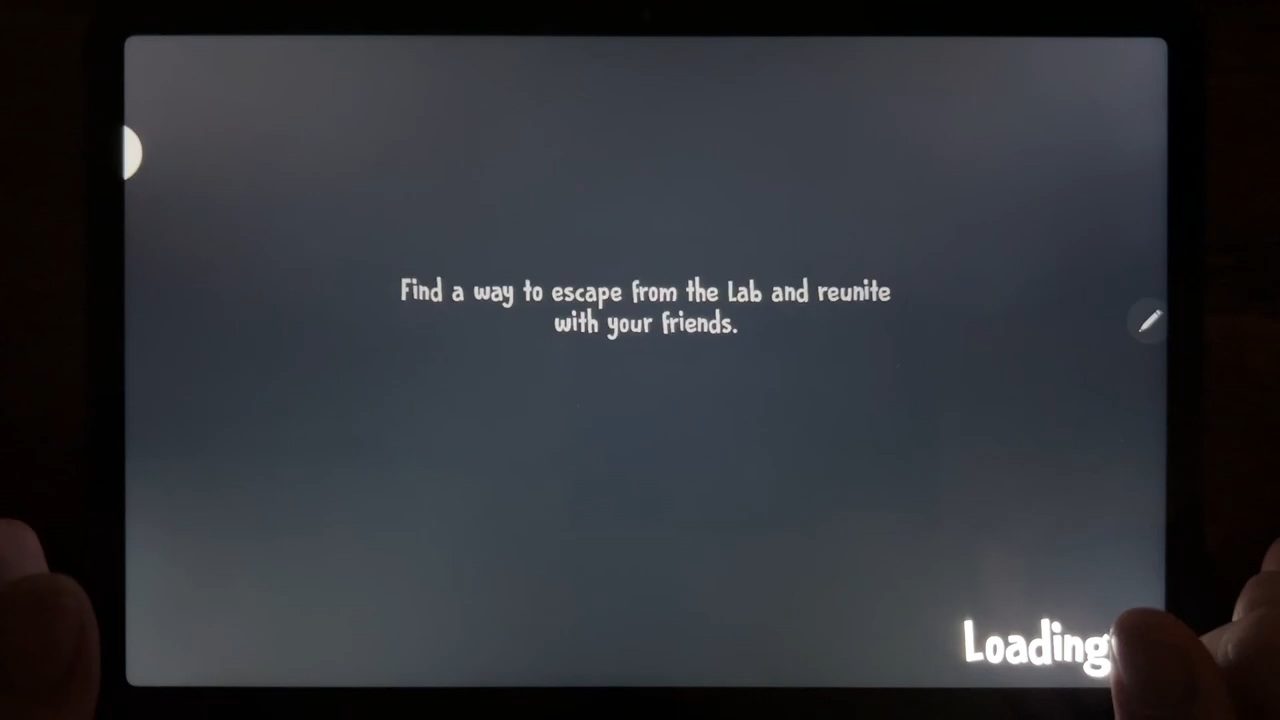 Find a way to escape from the Lab and reunite
with your friends.
Loading